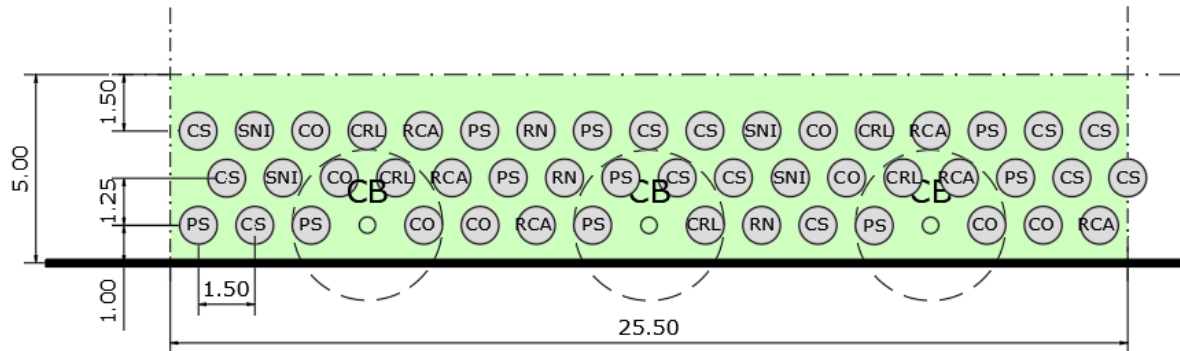 1.50
CS SNI CO CRL RCA PS RN PS CS CS SNI CO CRL RCA PS CS CS
5.00
1.25
CS SNI CO CRL RCA PS RN PS CS CS SNI CO CRL RCA PS CS CS
CB CB CB
PS CS PS CO CO RCA PS CRL RN CS PS CO CO RCA
1.00
1.50
25.50